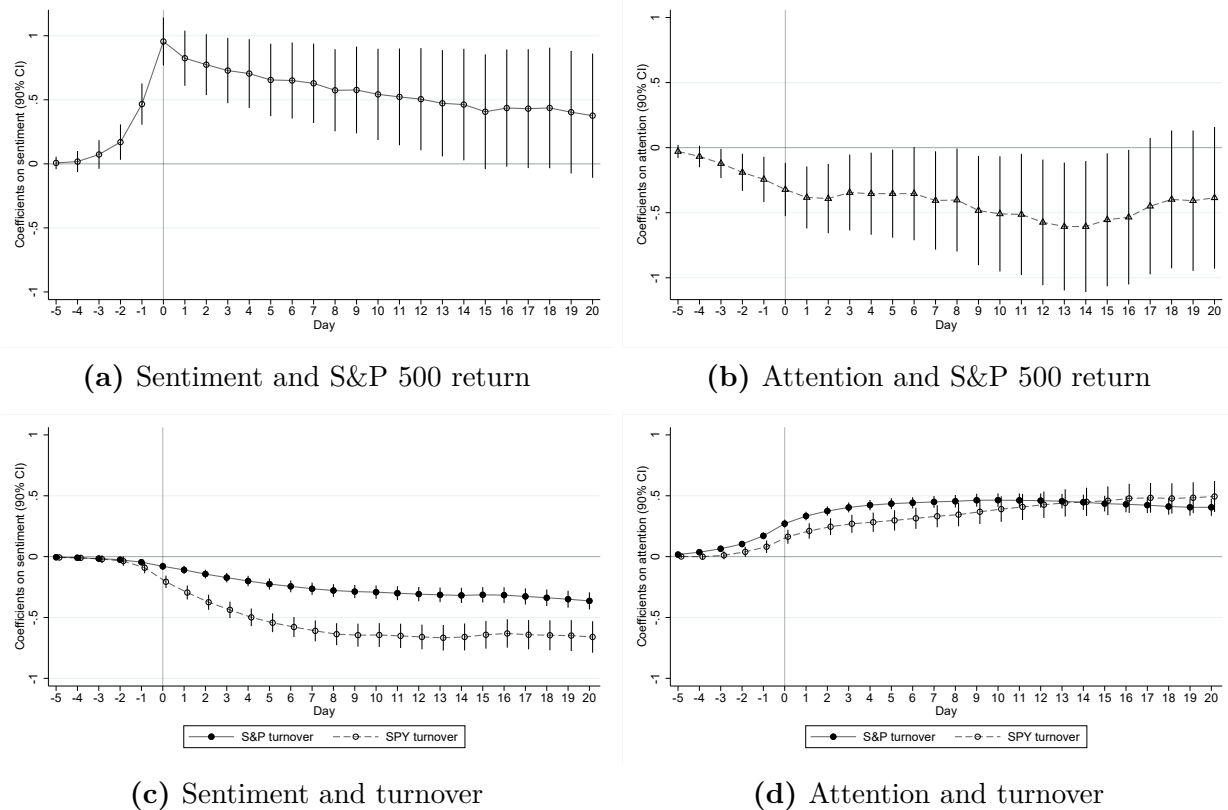 Coefficients on sentiment (90% CI)
1
.5
0
-.5
-1
-5 -4 -3 -2 -1 0 1 2 3 4 5 6 7 8 9 10 11 12 13 14 15 16 17 18 19 20
Day
(a) Sentiment and S&P 500 return
Coefficients on attention (90% CI)
1
.5
0
-.5
-1
-5 -4 -3 -2 -1 0 1 2 3 4 5 6 7 8 9 10 11 12 13 14 15 16 17 18 19 20
Day
(b) Attention and S&P 500 return
Coefficients on sentiment (90% CI)
1
.5
0
-.5
-1
-5 -4 -3 -2 -1 0 1 2 3 4 5 6 7 8 9 10 11 12 13 14 15 16 17 18 19 20
Day
S&P turnover SPY turnover
(c) Sentiment and turnover
Coefficients on attention (90% CI)
1
.5
0
-.5
-1
-5 -4 -3 -2 -1 0 1 2 3 4 5 6 7 8 9 10 11 12 13 14 15 16 17 18 19 20
Day
S&P turnover SPY turnover
(d) Attention and turnover